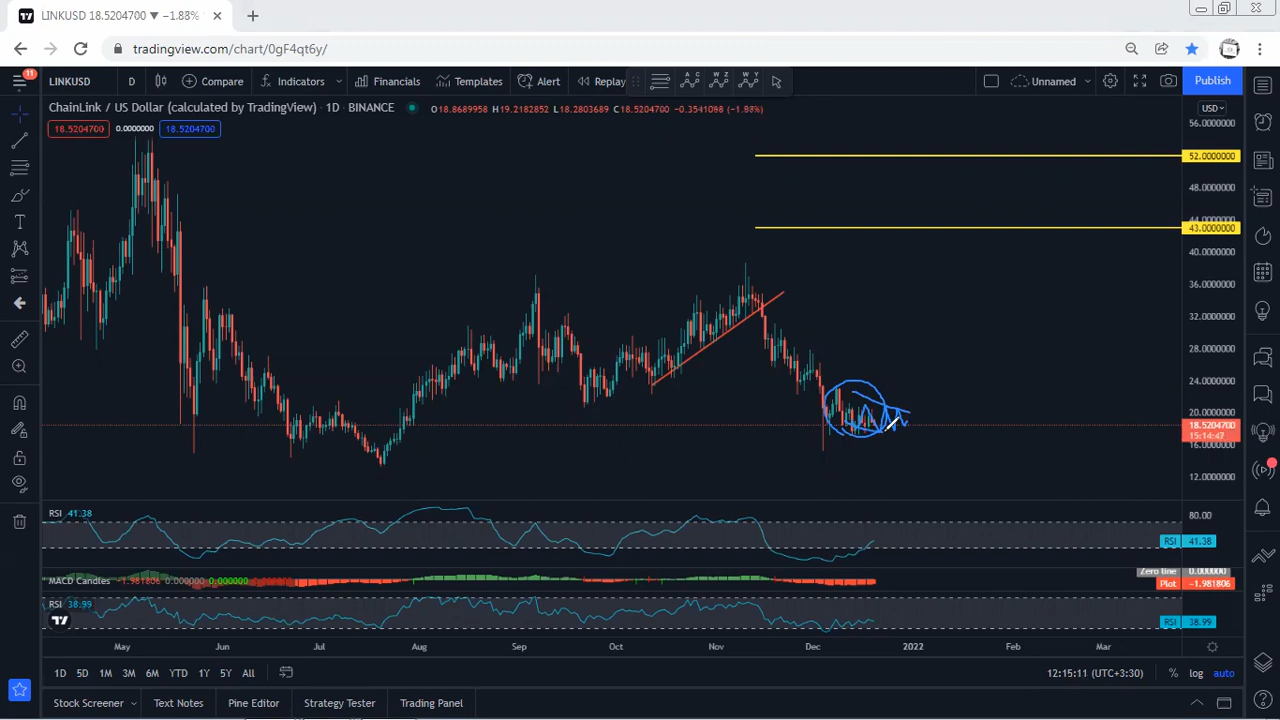 LINKUSD 18.5204700 ▼ −1.88%
tradingview.com/chart/0gF4qt6y/
11
LINKUSD D Compare Indicators Financials Templates Alert Replay Unnamed Publish
ChainLink / US Dollar (calculated by TradingView) · 1D · BINANCE O18.8689958 H19.2182852 L18.2803689 C18.5204700 −0.3541098 (−1.88%)
USD
18.5204700 0.000000 18.5204700
56.0000000
52.0000000
48.0000000
44.0000000
43.0000000
40.0000000
36.0000000
32.0000000
28.0000000
24.0000000
20.0000000
18.5204700
15:14:47
16.0000000
12.0000000
RSI 41.38
80.00
RSI 41.38
MACD Candles −1.981806 0.000000 0.000000
Zero line 0.000000
Plot −1.981806
RSI 38.99
RSI 38.99
May Jun Jul Aug Sep Oct Nov Dec 2022 Feb Mar
1D 5D 1M 3M 6M YTD 1Y 5Y All 12:15:11 (UTC+3:30) % log auto
Stock Screener Text Notes Pine Editor Strategy Tester Trading Panel